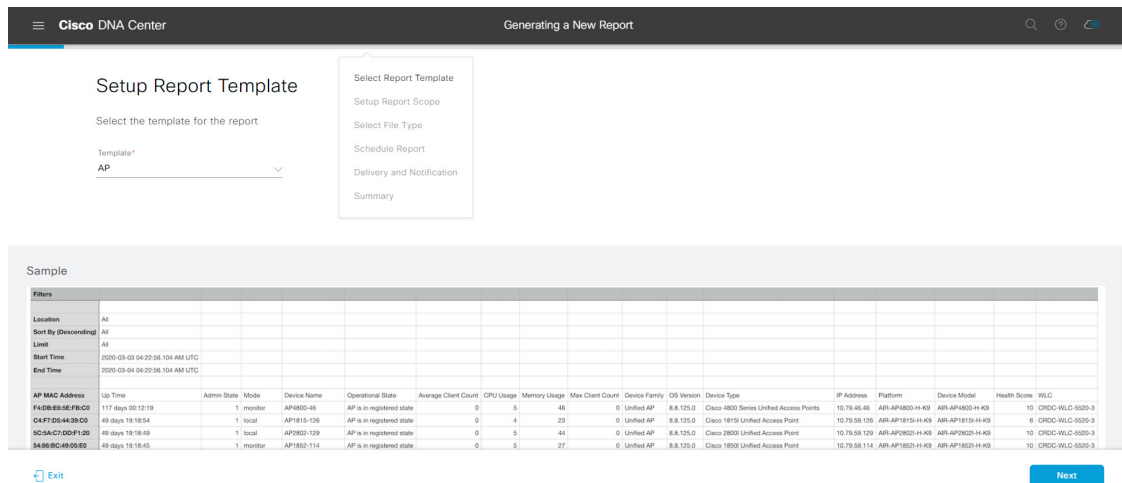 Cisco DNA Center Generating a New Report
Setup Report Template
Select the template for the report
Template*
AP
Select Report Template
Setup Report Scope
Select File Type
Schedule Report
Delivery and Notification
Summary
Sample
Filters
Location All
Sort By (Descending) All
Limit All
Start Time 2020-03-03 04:22:56.104 AM UTC
End Time 2020-03-04 04:22:56.104 AM UTC
AP MAC Address Up Time Admin State Mode Device Name Operational State Average Client Count CPU Usage Memory Usage Max Client Count Device Family OS Version Device Type IP Address Platform Device Model Health Score WLC
F4:DB:E6:5E:FB:C0 117 days 00:12:19 1 monitor AP4800-46 AP is in registered state 0 5 46 0 Unified AP 8.8.125.0 Cisco 4800 Series Unified Access Points 10.79.46.46 AIR-AP4800-H-K9 AIR-AP4800-H-K9 10 CRDC-WLC-5520-3
C4:F7:D5:44:39:C0 49 days 19:18:54 1 local AP1815-126 AP is in registered state 0 4 23 0 Unified AP 8.8.125.0 Cisco 1815I Unified Access Point 10.79.59.126 AIR-AP1815I-H-K9 AIR-AP1815I-H-K9 6 CRDC-WLC-5520-3
5C:5A:C7:DD:F1:20 49 days 19:18:49 1 local AP2802-129 AP is in registered state 0 5 44 0 Unified AP 8.8.125.0 Cisco 2800I Unified Access Point 10.79.59.129 AIR-AP2802I-H-K9 AIR-AP2802I-H-K9 10 CRDC-WLC-5520-3
54:86:BC:49:05:E0 49 days 19:18:45 1 monitor AP1852-114 AP is in registered state 0 5 27 0 Unified AP 8.8.125.0 Cisco 1850I Unified Access Point 10.79.59.114 AIR-AP1852I-H-K9 AIR-AP1852I-H-K9 10 CRDC-WLC-5520-3
Exit Next